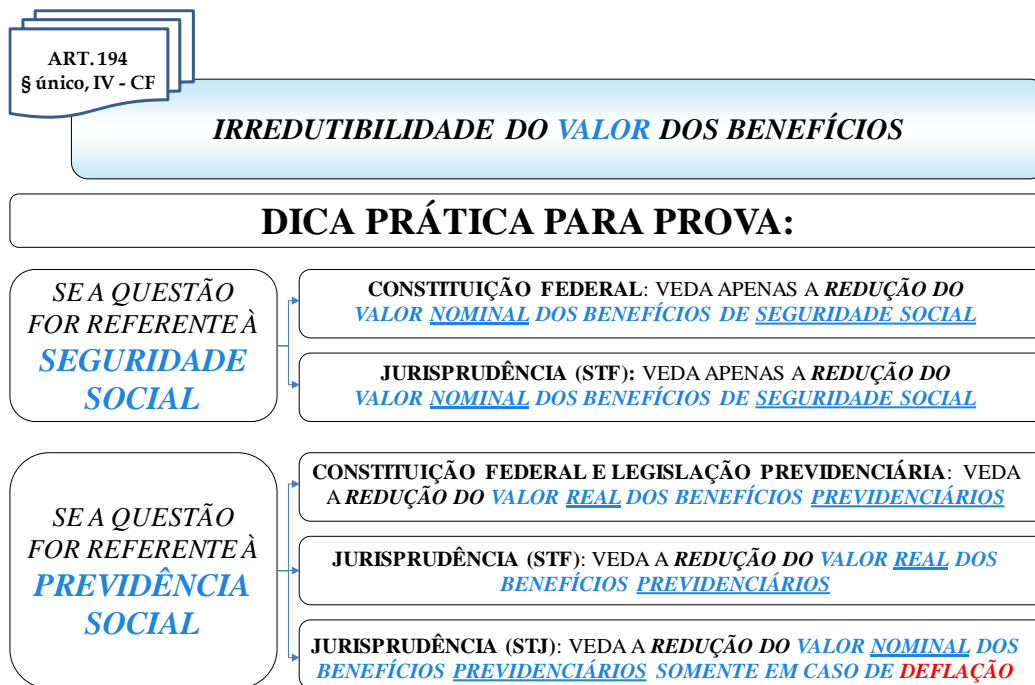 ART. 194
§ único, IV - CF
IRREDUTIBILIDADE DO VALOR DOS BENEFÍCIOS
DICA PRÁTICA PARA PROVA:
SE A QUESTÃO
FOR REFERENTE À
SEGURIDADE
SOCIAL
CONSTITUIÇÃO FEDERAL: VEDA APENAS A REDUÇÃO DO
VALOR NOMINAL DOS BENEFÍCIOS DE SEGURIDADE SOCIAL
JURISPRUDÊNCIA (STF): VEDA APENAS A REDUÇÃO DO
VALOR NOMINAL DOS BENEFÍCIOS DE SEGURIDADE SOCIAL
SE A QUESTÃO
FOR REFERENTE À
PREVIDÊNCIA
SOCIAL
CONSTITUIÇÃO FEDERAL E LEGISLAÇÃO PREVIDENCIÁRIA: VEDA
A REDUÇÃO DO VALOR REAL DOS BENEFÍCIOS PREVIDENCIÁRIOS
JURISPRUDÊNCIA (STF): VEDA A REDUÇÃO DO VALOR REAL DOS
BENEFÍCIOS PREVIDENCIÁRIOS
JURISPRUDÊNCIA (STJ): VEDA A REDUÇÃO DO VALOR NOMINAL DOS
BENEFÍCIOS PREVIDENCIÁRIOS SOMENTE EM CASO DE DEFLAÇÃO